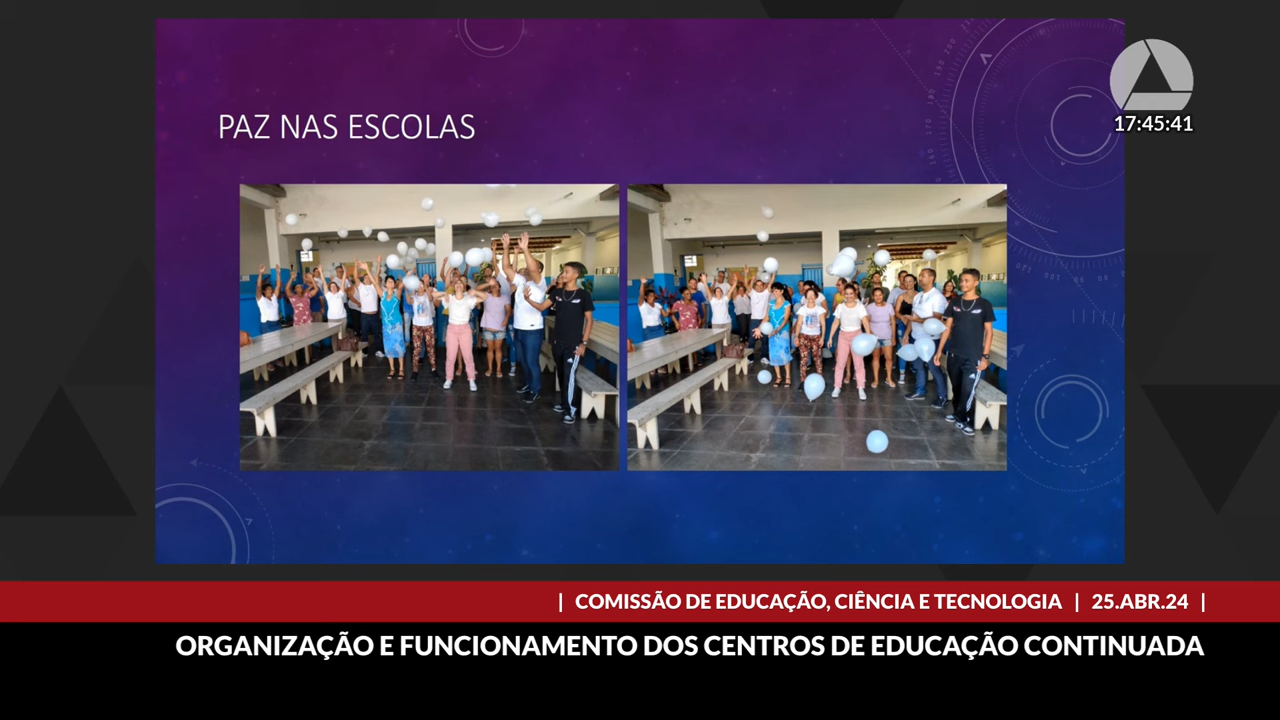 PAZ NAS ESCOLAS
17:45:41
| COMISSÃO DE EDUCAÇÃO, CIÊNCIA E TECNOLOGIA | 25.ABR.24 |
ORGANIZAÇÃO E FUNCIONAMENTO DOS CENTROS DE EDUCAÇÃO CONTINUADA